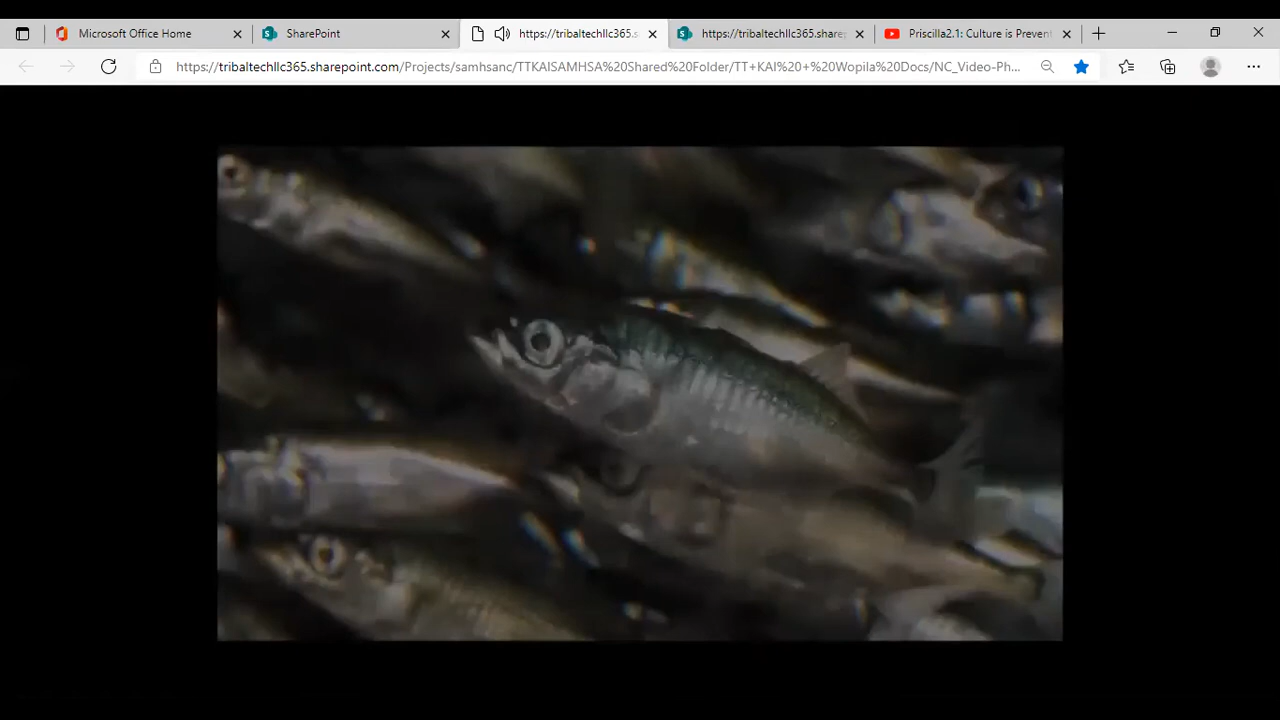 Microsoft Office Home
SharePoint
https://tribaltechllc365.s
https://tribaltechllc365.share
Priscilla2.1: Culture is Prevent
https://tribaltechllc365.sharepoint.com/Projects/samhsanc/TTKAISAMHSA%20Shared%20Folder/TT+KAI%20+%20Wopila%20Docs/NC_Video-Ph...